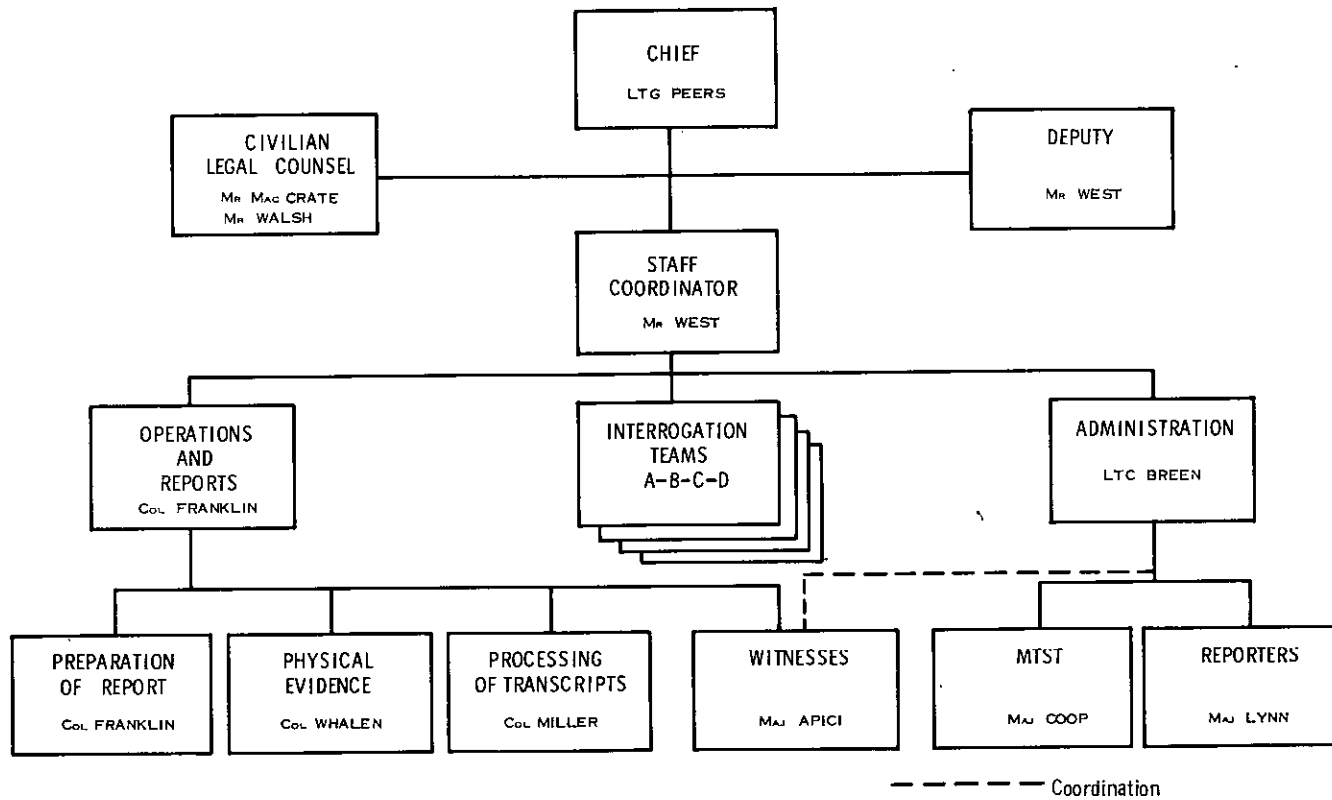 CHIEF
LTG PEERS
CIVILIAN
LEGAL COUNSEL
MR MAC CRATE
MR WALSH
DEPUTY
MR WEST
STAFF
COORDINATOR
MR WEST
OPERATIONS
AND
REPORTS
COL FRANKLIN
INTERROGATION
TEAMS
A-B-C-D
ADMINISTRATION
LTC BREEN
PREPARATION
OF REPORT
COL FRANKLIN
PHYSICAL
EVIDENCE
COL WHALEN
PROCESSING
OF TRANSCRIPTS
COL MILLER
WITNESSES
MAJ APICI
MTST
MAJ COOP
REPORTERS
MAJ LYNN
Coordination